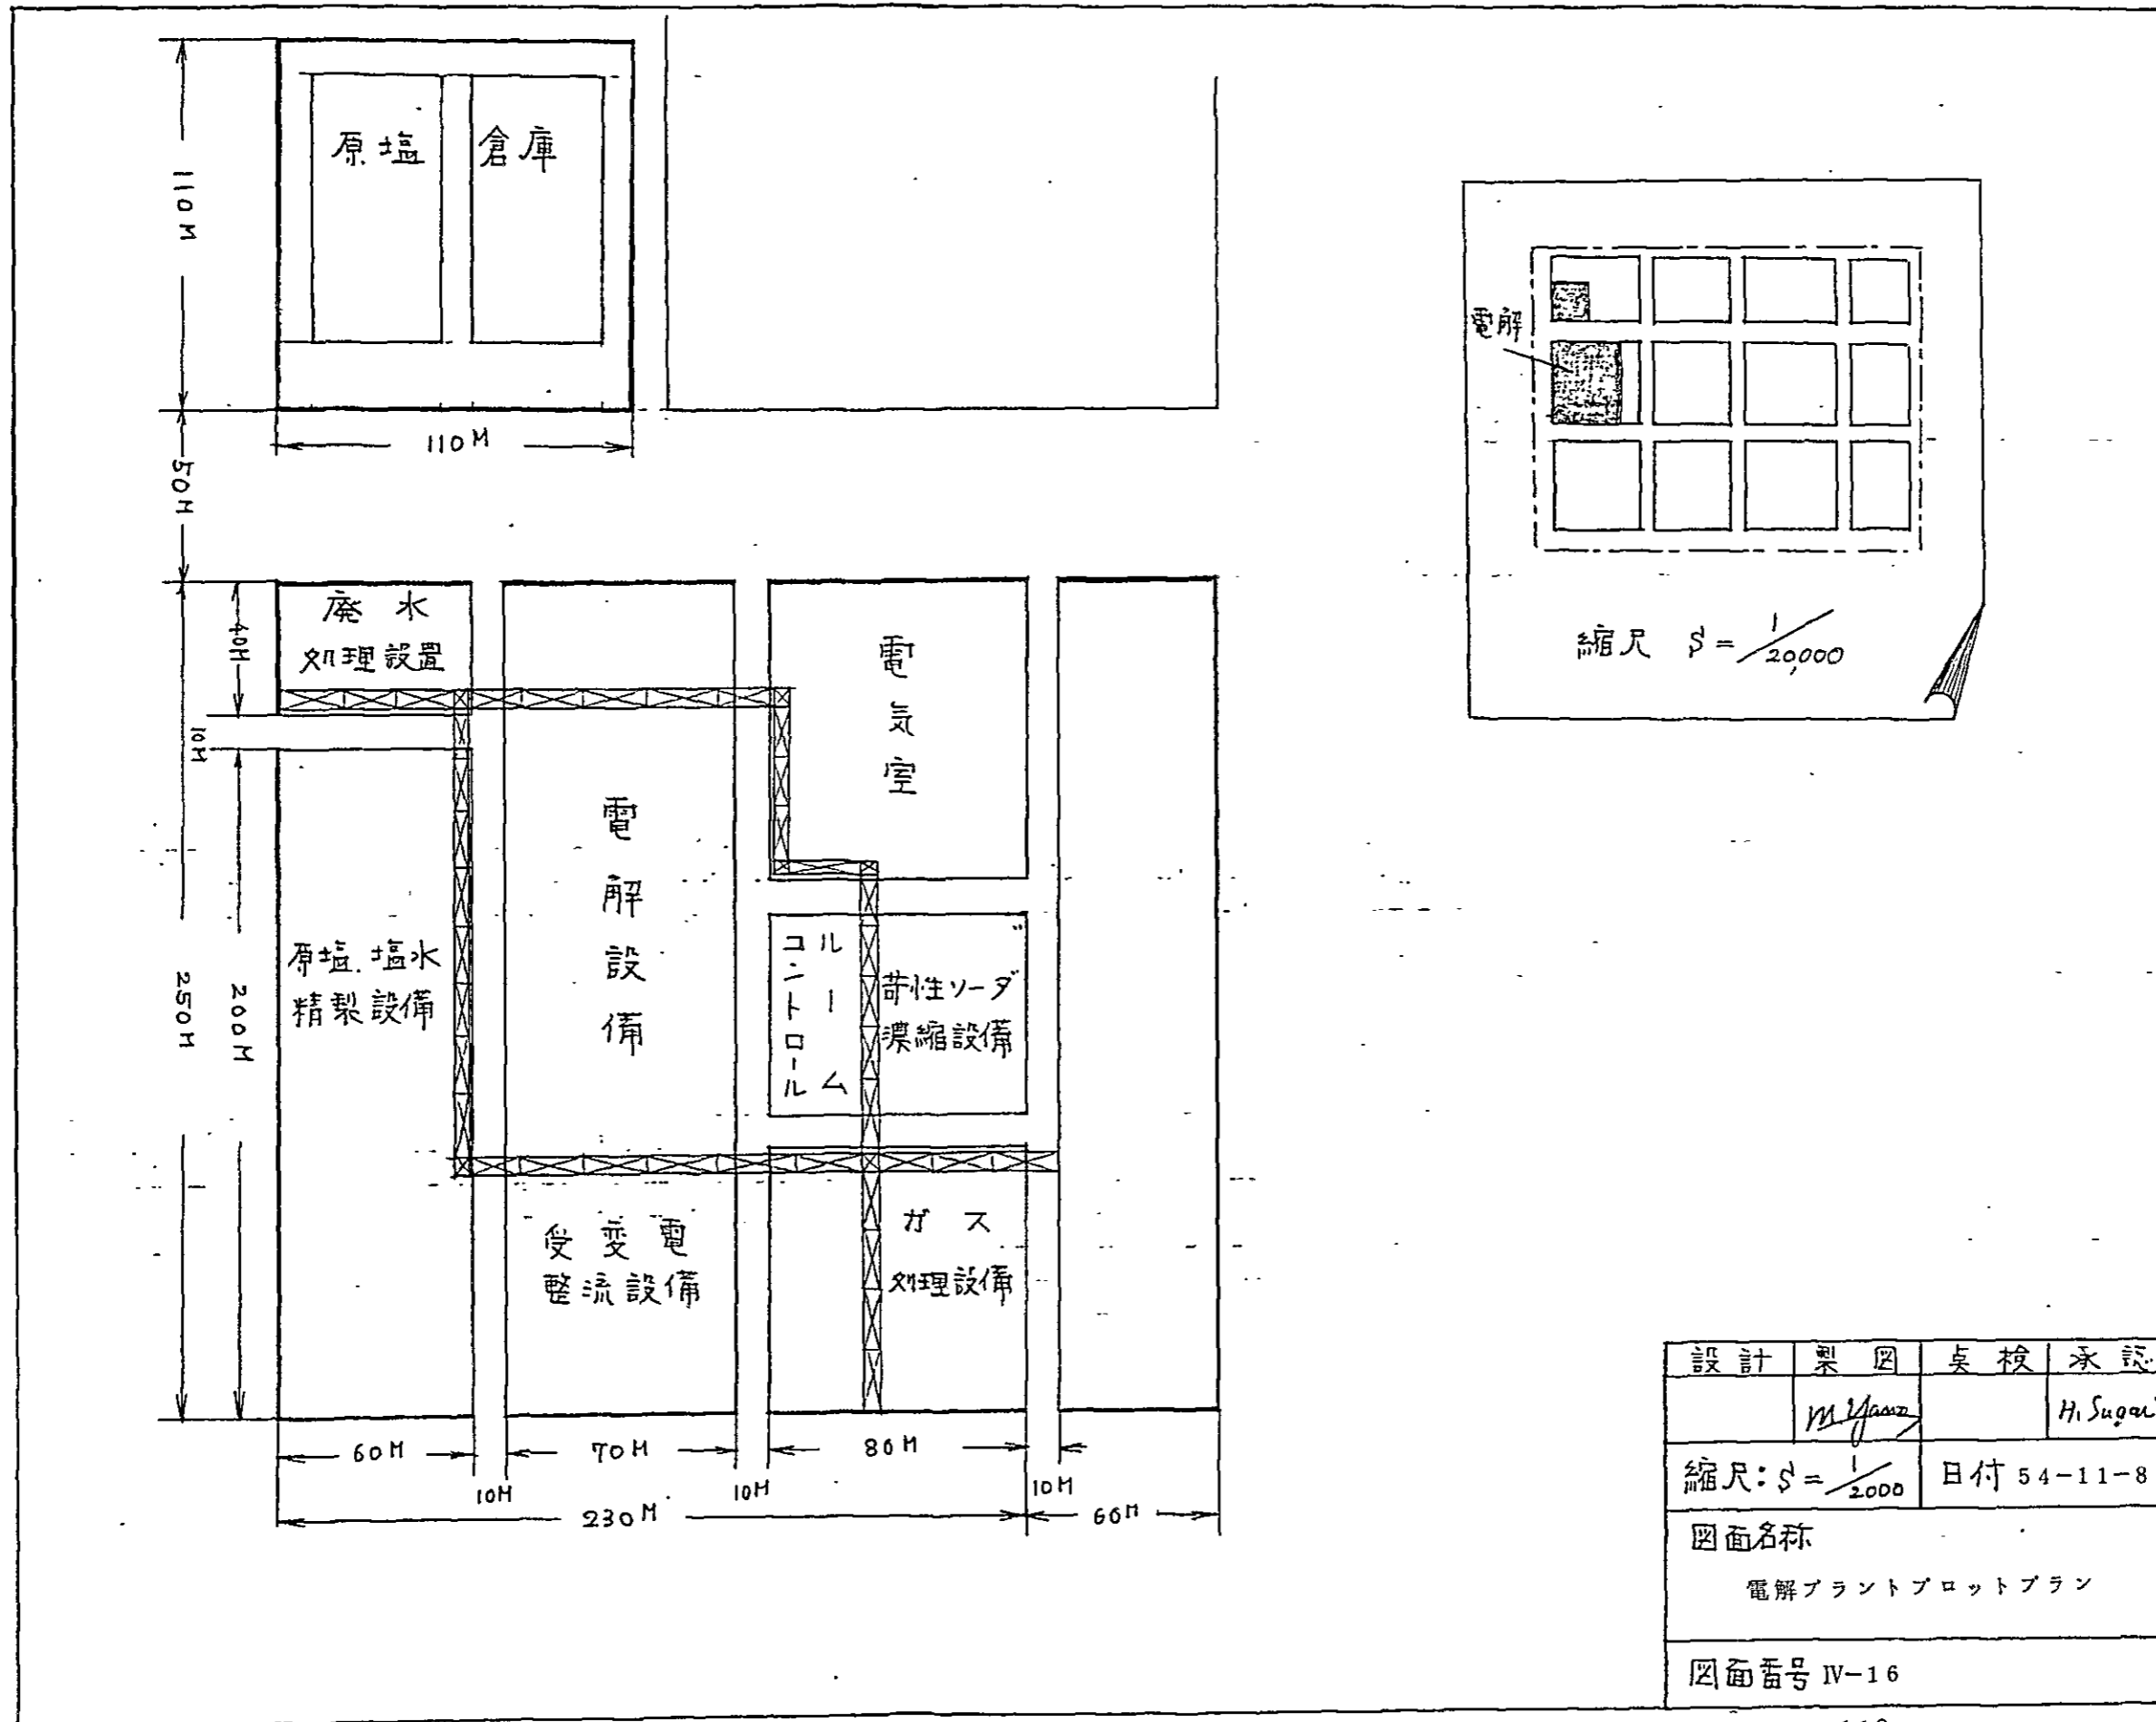 原塩 倉庫
110M
110M
50M
電解
縮尺 S=1/20,000
廃水
処理設置
40M
10M
電気室
電解設備
原塩.塩水
精製設備
200M
250M
コントロール
ルーム
苛性ソーダ
濃縮設備
受変電
整流設備
ガス
処理設備
60M
70M
80M
10M
10M
10M
230M
60M
設計 製図 点検 承認
H. Sugai
縮尺:S=1/2000 日付 54-11-8
図面名称
電解プラントプロットプラン
図面番号 Ⅳ-16